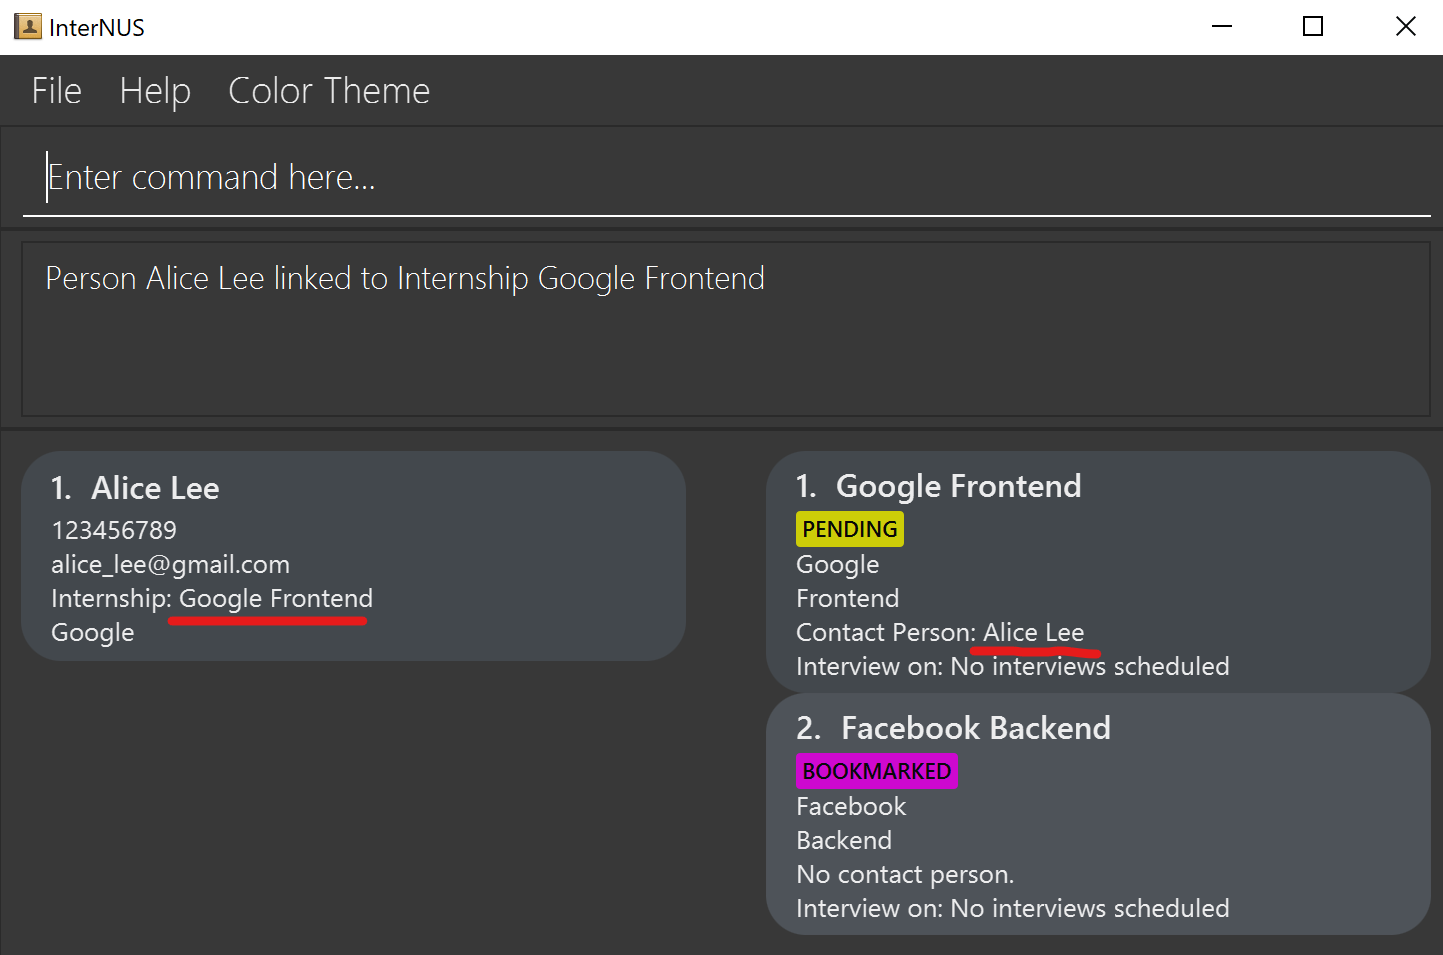 InterNUS
File Help Color Theme
Enter command here...
Person Alice Lee linked to Internship Google Frontend
1. Alice Lee
123456789
alice_lee@gmail.com
Internship: Google Frontend
Google
1. Google Frontend
PENDING
Google
Frontend
Contact Person: Alice Lee
Interview on: No interviews scheduled
2. Facebook Backend
BOOKMARKED
Facebook
Backend
No contact person.
Interview on: No interviews scheduled